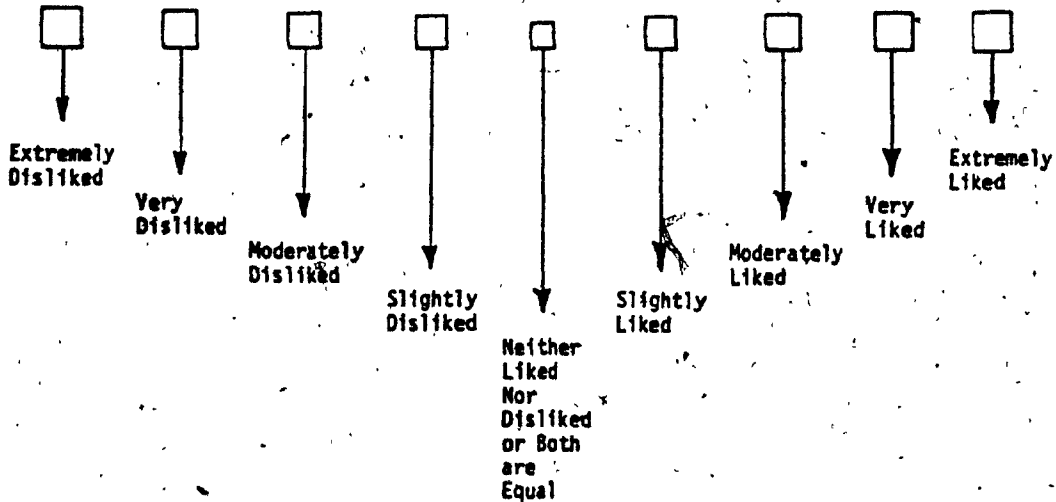 Extremely
Disliked
Very
Disliked
Moderately
Disliked
Slightly
Disliked
Neither
Liked
Nor
Disliked
or Both
are
Equal
Slightly
Liked
Moderately
Liked
Very
Liked
Extremely
Liked